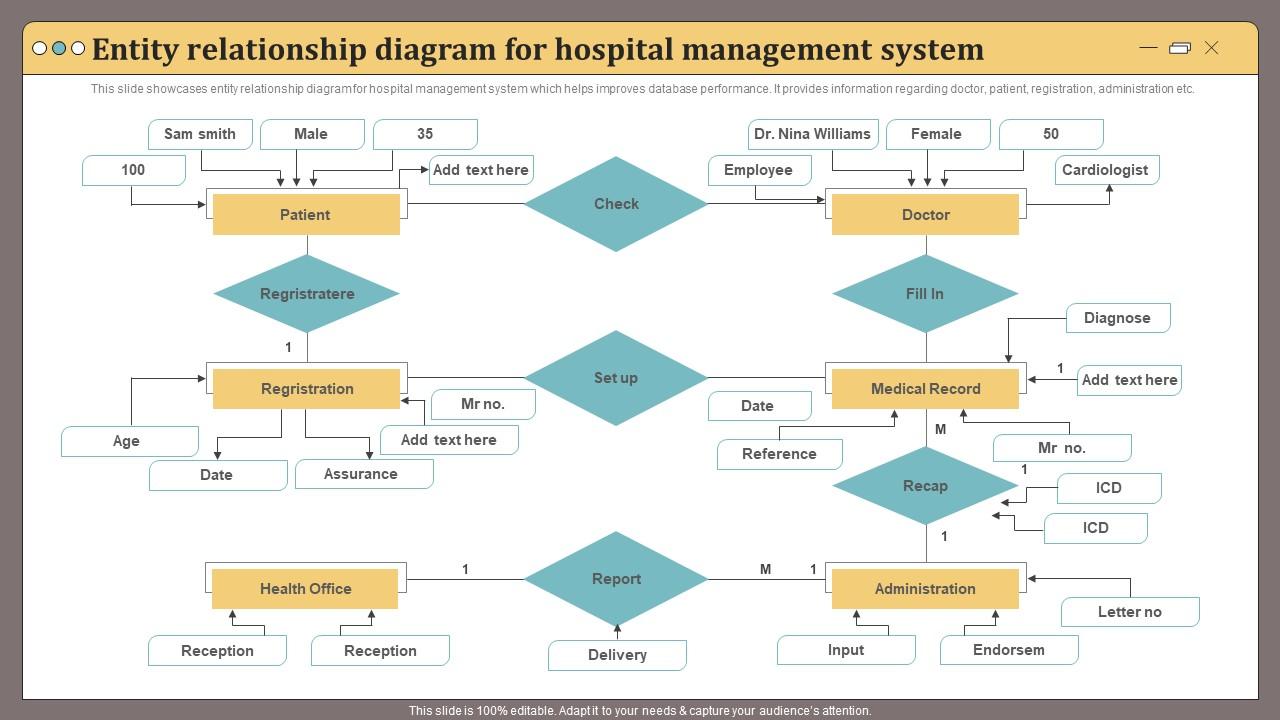 Entity relationship diagram for hospital management system
This slide showcases entity relationship diagram for hospital management system which helps improves database performance. It provides information regarding doctor, patient, registration, administration etc.
Sam smith
Male
35
Dr. Nina Williams
Female
50
100
Add text here
Employee
Cardiologist
Patient
Check
Doctor
Regristratere
Fill In
Diagnose
1
Regristration
Set up
Medical Record
1
Add text here
Mr no.
Date
Age
Add text here
M
Reference
Mr no.
Date
Assurance
1
Recap
ICD
ICD
1
Health Office
1
Report
M
1
Administration
Letter no
Reception
Reception
Delivery
Input
Endorsem
This slide is 100% editable. Adapt it to your needs & capture your audience's attention.